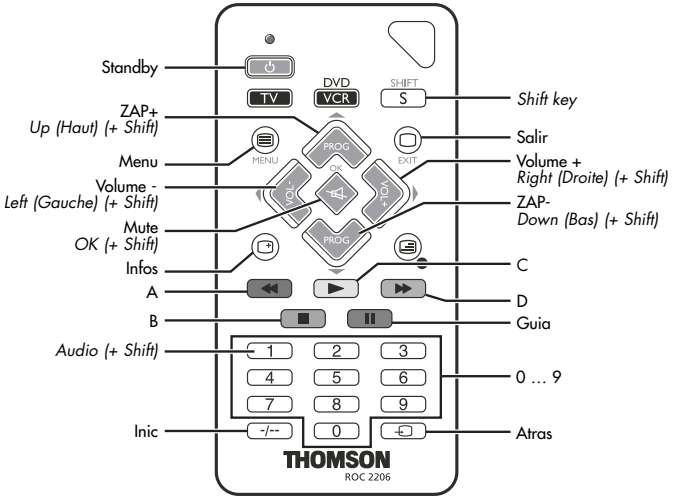 Standby
TV
DVD
VCR
SHIFT
S
Shift key
ZAP+
Up (Haut) (+ Shift)
PROG
Salir
Menu
MENU
OK
EXIT
Volume +
Right (Droite) (+ Shift)
Volume -
Left (Gauche) (+ Shift)
VOL-
VOL+
ZAP-
Down (Bas) (+ Shift)
Mute
OK (+ Shift)
PROG
Infos
C
A
D
B
Guia
Audio (+ Shift)
1 2 3
4 5 6
0 ... 9
7 8 9
Inic
-/--
0
Atras
THOMSON
ROC 2206